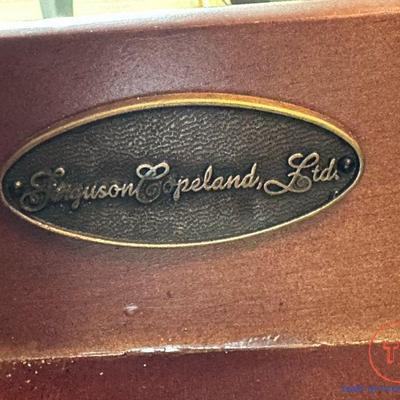 Ferguson Copeland, Ltd.
T